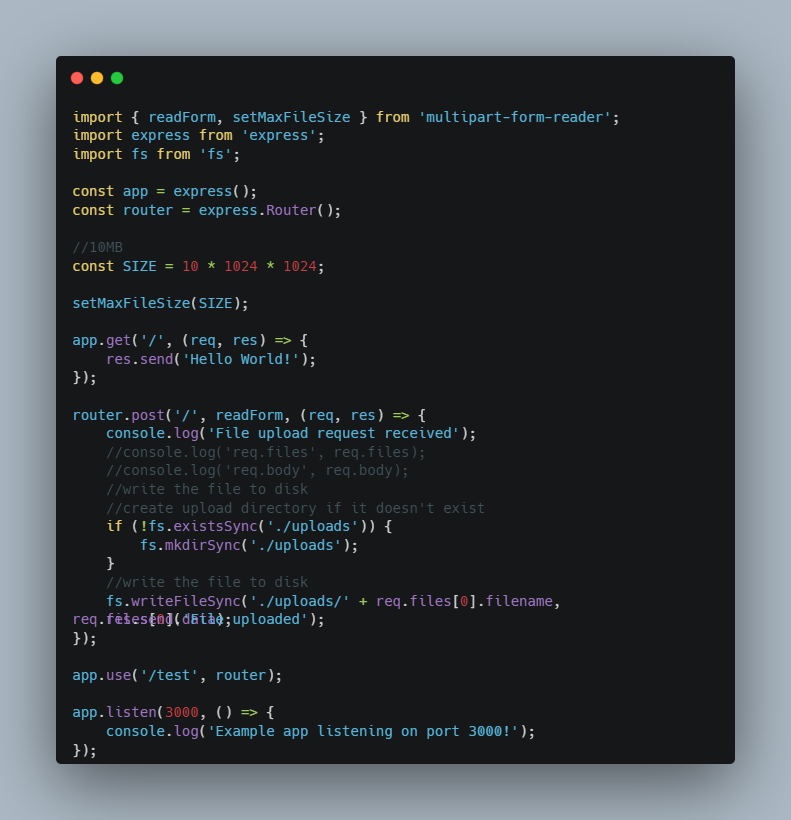 import { readForm, setMaxFileSize } from 'multipart-form-reader';
import express from 'express';
import fs from 'fs';
const app = express();
const router = express.Router();
//10MB
const SIZE = 10 * 1024 * 1024;
setMaxFileSize(SIZE);
app.get('/', (req, res) => {
    res.send('Hello World!');
});
router.post('/', readForm, (req, res) => {
    console.log('File upload request received');
    //console.log('req.files', req.files);
    //console.log('req.body', req.body);
    //write the file to disk
    //create upload directory if it doesn't exist
    if (!fs.existsSync('./uploads')) {
        fs.mkdirSync('./uploads');
    }
    //write the file to disk
    fs.writeFileSync('./uploads/' + req.files[0].filename,
req.files[0].data);
    res.send('File uploaded');
});
app.use('/test', router);
app.listen(3000, () => {
    console.log('Example app listening on port 3000!');
});